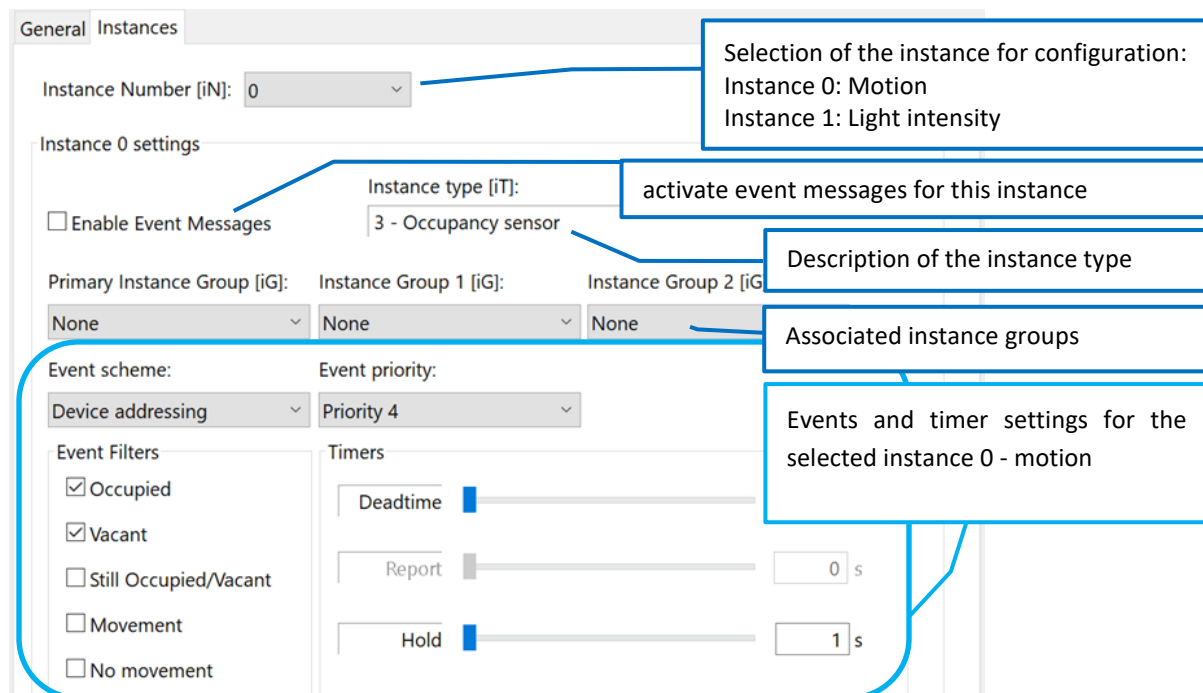 General Instances
Selection of the instance for configuration:
Instance 0: Motion
Instance 1: Light intensity
Instance Number [iN]: 0
Instance 0 settings
activate event messages for this instance
Instance type [iT]:
Enable Event Messages
3 - Occupancy sensor
Description of the instance type
Primary Instance Group [iG]: Instance Group 1 [iG]: Instance Group 2 [iG
None None None
Associated instance groups
Event scheme: Event priority:
Device addressing Priority 4
Events and timer settings for the
selected instance 0 - motion
Event Filters Timers
Occupied
Deadtime
Vacant
Still Occupied/Vacant
Report 0 s
Movement
Hold 1 s
No movement